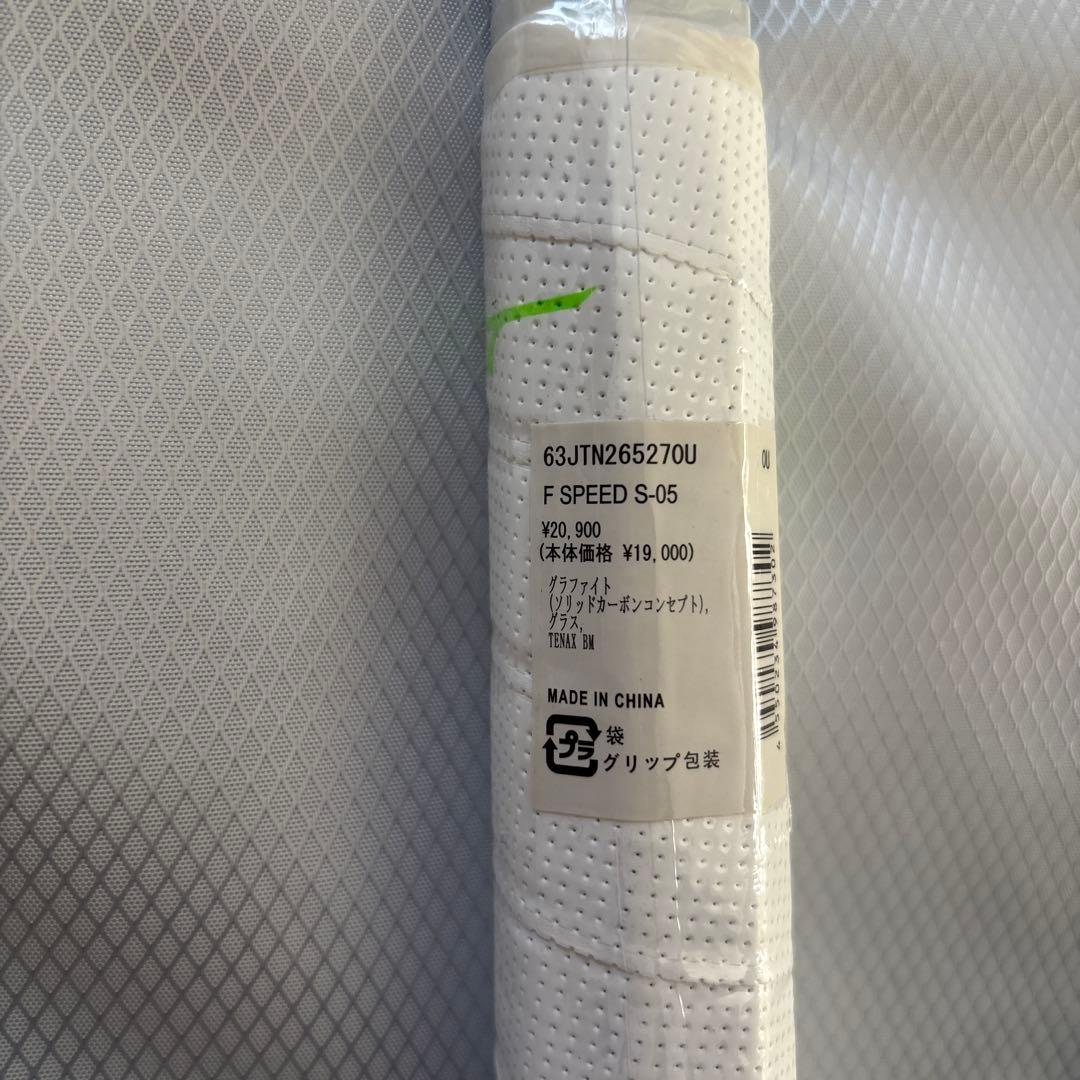 63JTN265270U
F SPEED S-05
¥20,900
(本体価格 ¥19,000)
グラファイト
(ソリッドカーボンコンセプト),
グラス,
TENAX BM
MADE IN CHINA
プラ
袋
グリップ包装
0U